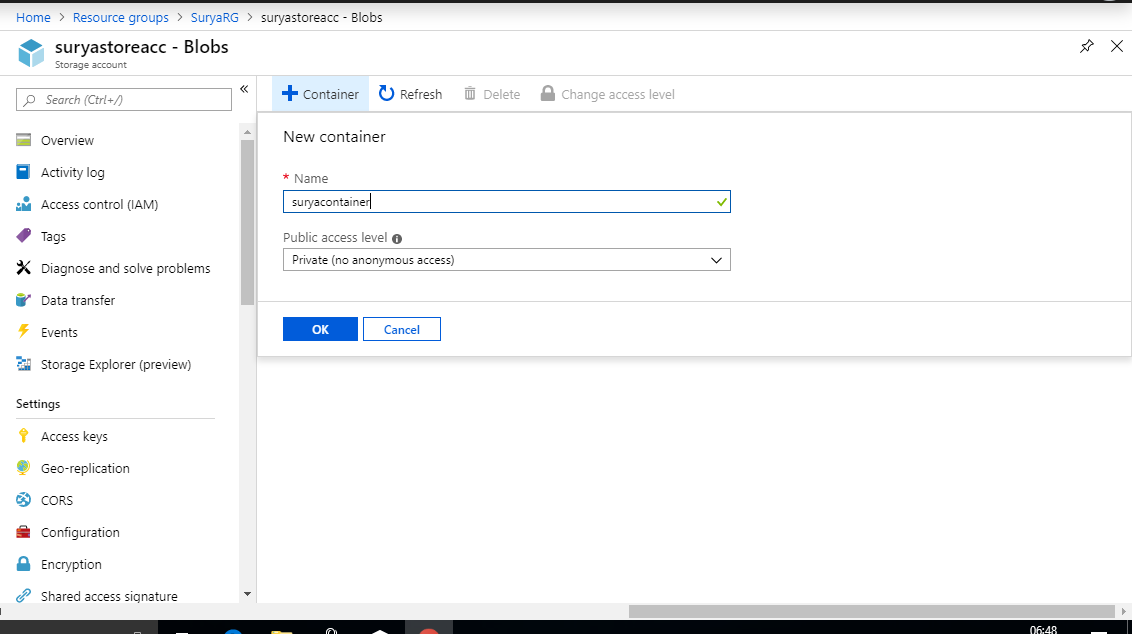 Home > Resource groups > SuryaRG > suryastoreacc - Blobs
suryastoreacc - Blobs
Storage account
Search (Ctrl+/)
Overview
Activity log
Access control (IAM)
Tags
Diagnose and solve problems
Data transfer
Events
Storage Explorer (preview)
Settings
Access keys
Geo-replication
CORS
Configuration
Encryption
Shared access signature
Container Refresh Delete Change access level
New container
* Name
suryacontainer
Public access level
Private (no anonymous access)
OK Cancel
06:48